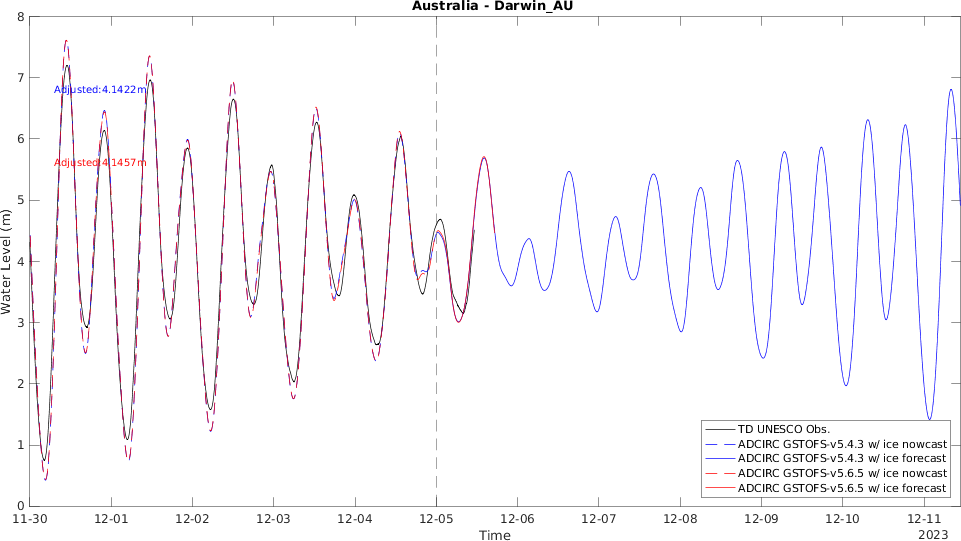 Australia - Darwin_AU
8
7
6
5
4
3
2
1
0
Water Level (m)
Adjusted:4.1422m
Adjusted:4.1457m
11-30
12-01
12-02
12-03
12-04
12-05
12-06
12-07
12-08
12-09
12-10
12-11
2023
Time
TD UNESCO Obs.
ADCIRC GSTOFS-v5.4.3 w/ ice nowcast
ADCIRC GSTOFS-v5.4.3 w/ ice forecast
ADCIRC GSTOFS-v5.6.5 w/ ice nowcast
ADCIRC GSTOFS-v5.6.5 w/ ice forecast